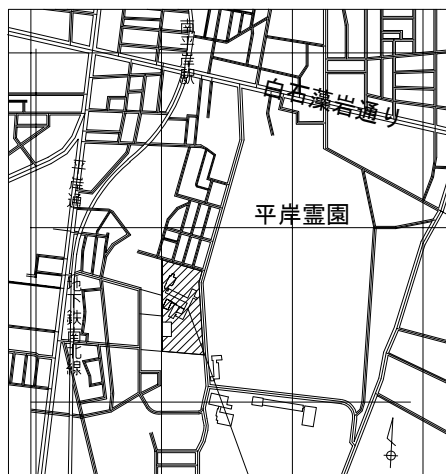 南平岸駅
白石藻岩通り
平岸通
平岸霊園
地下鉄南北線